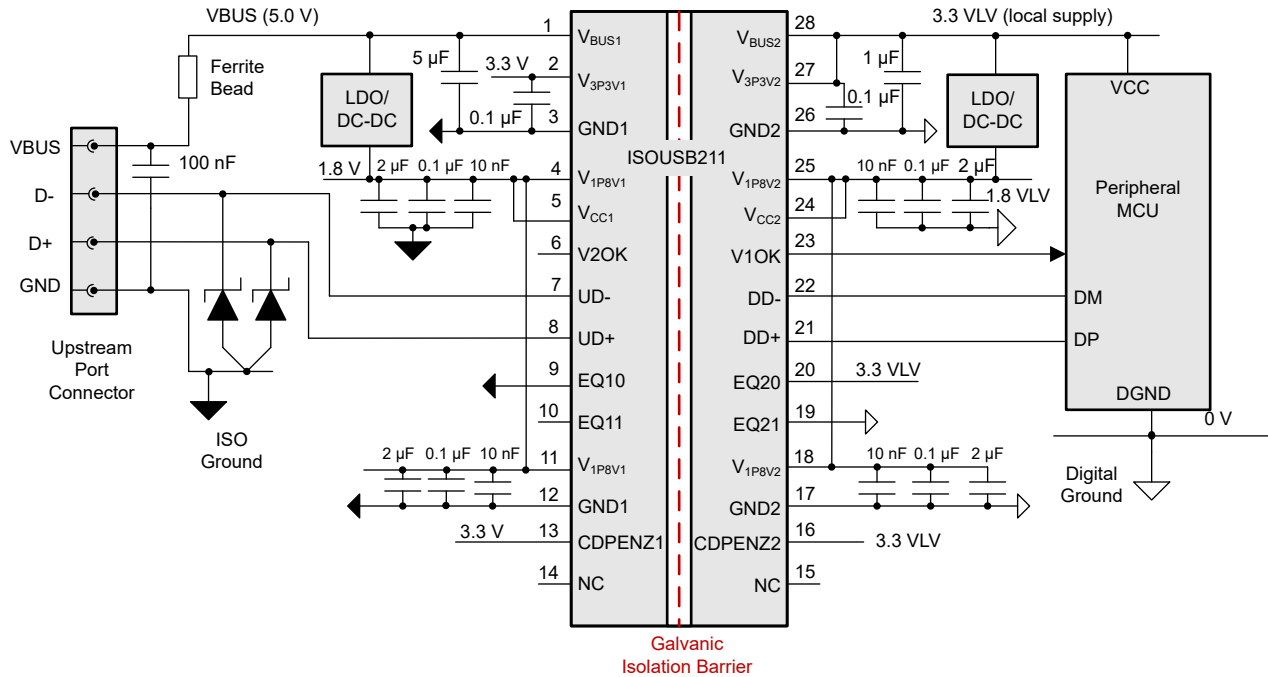 VBUS (5.0 V)
3.3 VLV (local supply)
Ferrite
Bead
LDO/
DC-DC
5 µF
3.3 V
0.1 µF
1.8 V
2 µF
0.1 µF
10 nF
VBUS
D-
D+
GND
100 nF
Upstream
Port
Connector
ISO
Ground
2 µF
0.1 µF
10 nF
3.3 V
1
2
3
4
5
6
7
8
9
10
11
12
13
14
VBUS1
V3P3V1
GND1
V1P8V1
VCC1
V2OK
UD-
UD+
EQ10
EQ11
V1P8V1
GND1
CDPENZ1
NC
ISOUSB211
VBUS2
V3P3V2
GND2
V1P8V2
VCC2
V1OK
DD-
DD+
EQ20
EQ21
V1P8V2
GND2
CDPENZ2
NC
28
27
26
25
24
23
22
21
20
19
18
17
16
15
1 µF
0.1 µF
LDO/
DC-DC
10 nF
0.1 µF
2 µF
1.8 VLV
3.3 VLV
10 nF
0.1 µF
2 µF
3.3 VLV
VCC
Peripheral
MCU
DM
DP
DGND
0 V
Digital
Ground
Galvanic
Isolation Barrier